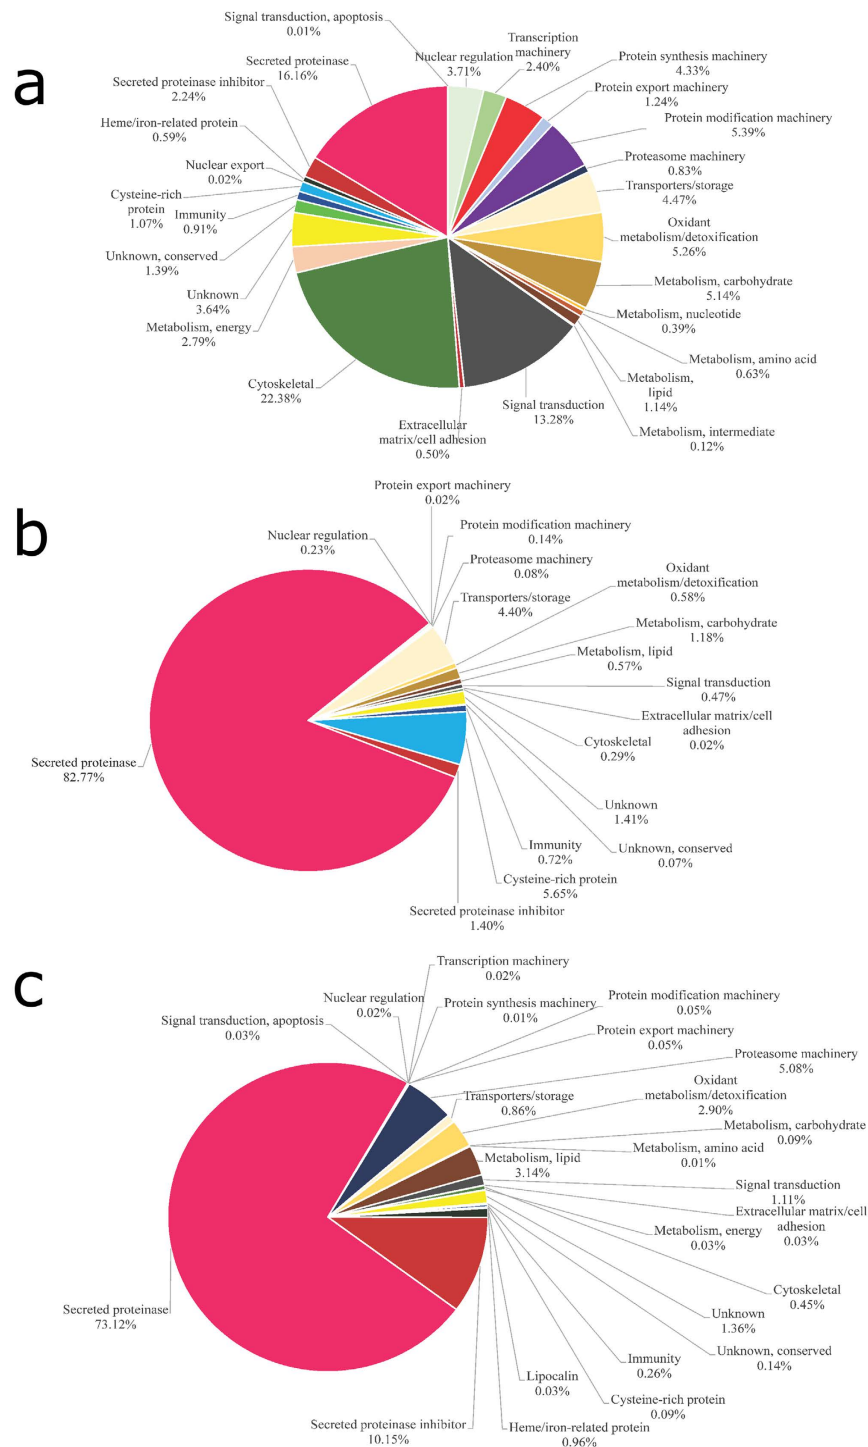 a
Signal transduction, apoptosis
0.01%
Nuclear regulation
3.71%
Transcription
machinery
2.40%
Protein synthesis machinery
4.33%
Protein export machinery
1.24%
Protein modification machinery
5.39%
Proteasome machinery
0.83%
Transporters/storage
4.47%
Oxidant
metabolism/detoxification
5.26%
Metabolism, carbohydrate
5.14%
Metabolism, nucleotide
0.39%
Metabolism, amino acid
0.63%
Metabolism,
lipid
1.14%
Metabolism, intermediate
0.12%
Signal transduction
13.28%
Extracellular
matrix/cell adhesion
0.50%
Cytoskeletal
22.38%
Metabolism, energy
2.79%
Unknown
3.64%
Unknown, conserved
1.39%
Immunity
0.91%
Cysteine-rich
protein
1.07%
Nuclear export
0.02%
Heme/iron-related protein
0.59%
Secreted proteinase inhibitor
2.24%
Secreted proteinase
16.16%
b
Protein export machinery
0.02%
Nuclear regulation
0.23%
Protein modification machinery
0.14%
Proteasome machinery
0.08%
Transporters/storage
4.40%
Oxidant
metabolism/detoxification
0.58%
Metabolism, carbohydrate
1.18%
Metabolism, lipid
0.57%
Signal transduction
0.47%
Extracellular matrix/cell
adhesion
0.02%
Cytoskeletal
0.29%
Unknown
1.41%
Unknown, conserved
0.07%
Immunity
0.72%
Cysteine-rich protein
5.65%
Secreted proteinase inhibitor
1.40%
Secreted proteinase
82.77%
c
Transcription machinery
0.02%
Nuclear regulation
0.02%
Signal transduction, apoptosis
0.03%
Protein synthesis machinery
0.01%
Protein modification machinery
0.05%
Protein export machinery
0.05%
Proteasome machinery
5.08%
Transporters/storage
0.86%
Oxidant
metabolism/detoxification
2.90%
Metabolism, carbohydrate
0.09%
Metabolism, amino acid
0.01%
Metabolism, lipid
3.14%
Signal transduction
1.11%
Extracellular matrix/cell
adhesion
0.03%
Metabolism, energy
0.03%
Cytoskeletal
0.45%
Unknown
1.36%
Unknown, conserved
0.14%
Immunity
0.26%
Cysteine-rich protein
0.09%
Lipocalin
0.03%
Heme/iron-related protein
0.96%
Secreted proteinase inhibitor
10.15%
Secreted proteinase
73.12%